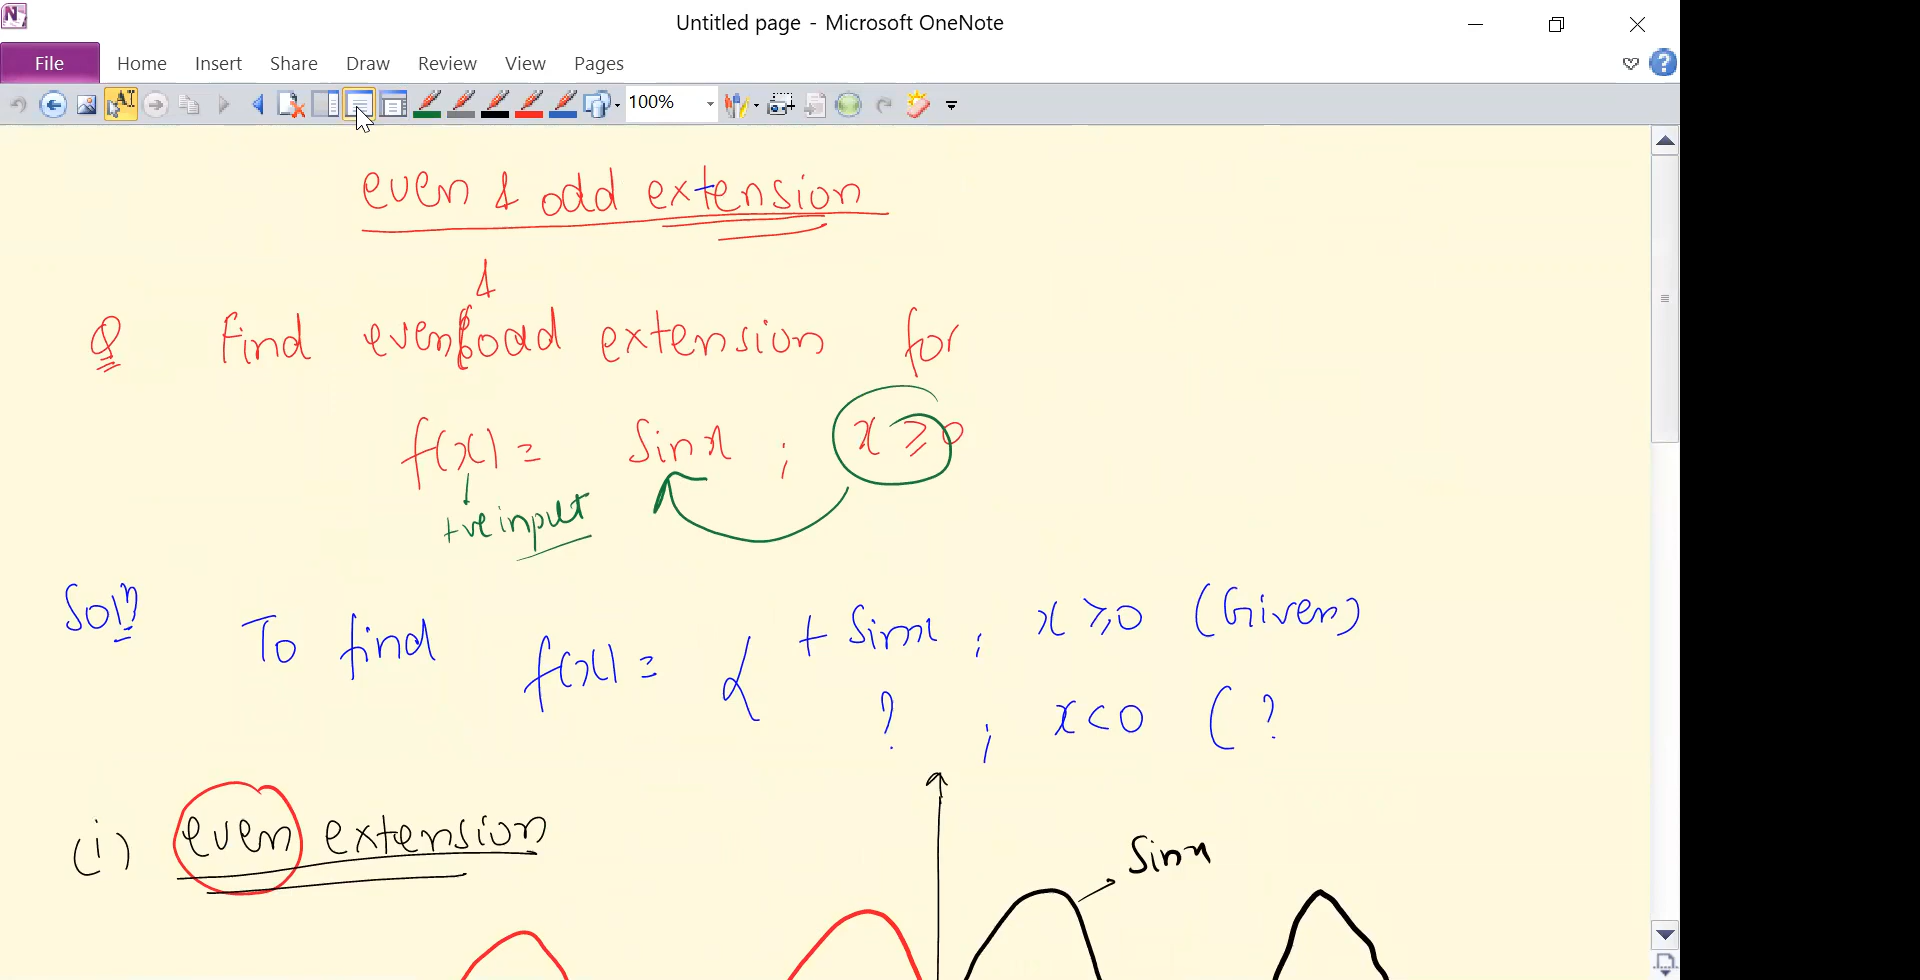 Untitled page - Microsoft OneNote
File Home Insert Share Draw Review View Pages
100%
even & odd extension
&
Q Find even odd extension for
f(x) = Sinx ; x ≥ 0
+ve input
Solⁿ To find f(x) = { + Sinx ; x ≥ 0 (Given)
? ; x < 0 ( ?
(i) even extension
Sinx